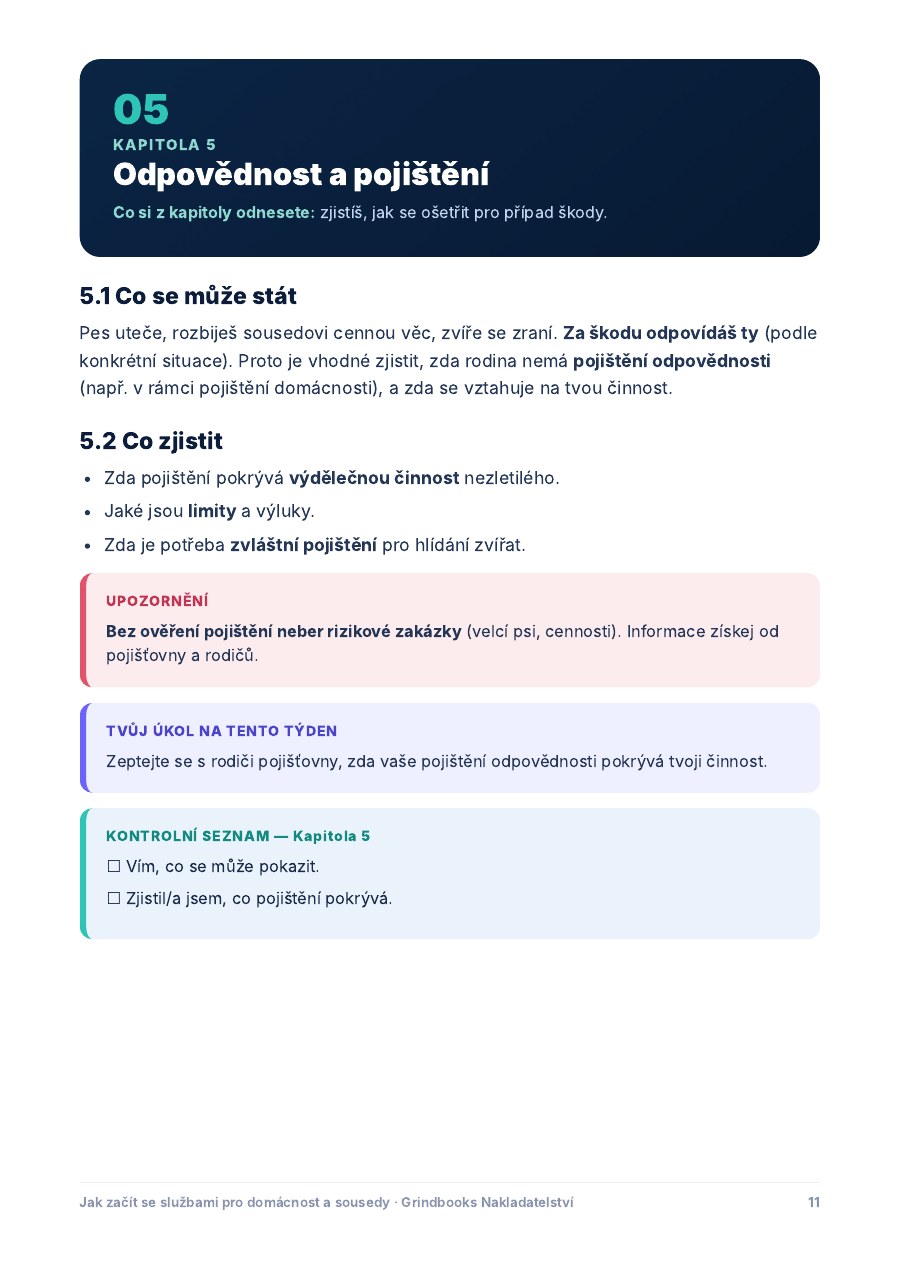 05
KAPITOLA 5
Odpovědnost a pojištění
Co si z kapitoly odnesete: zjistíš, jak se ošetřit pro případ škody.
5.1 Co se může stát
Pes uteče, rozbiješ sousedovi cennou věc, zvíře se zraní. Za škodu odpovídáš ty (podle
konkrétní situace). Proto je vhodné zjistit, zda rodina nemá pojištění odpovědnosti
(např. v rámci pojištění domácnosti), a zda se vztahuje na tvou činnost.
5.2 Co zjistit
• Zda pojištění pokrývá výdělečnou činnost nezletilého.
• Jaké jsou limity a výluky.
• Zda je potřeba zvláštní pojištění pro hlídání zvířat.
UPOZORNĚNÍ
Bez ověření pojištění neber rizikové zakázky (velcí psi, cennosti). Informace získej od
pojišťovny a rodičů.
TVŮJ ÚKOL NA TENTO TÝDEN
Zeptejte se s rodiči pojišťovny, zda vaše pojištění odpovědnosti pokrývá tvoji činnost.
KONTROLNÍ SEZNAM — Kapitola 5
☐ Vím, co se může pokazit.
☐ Zjistil/a jsem, co pojištění pokrývá.
Jak začít se službami pro domácnost a sousedy · Grindbooks Nakladatelství 11